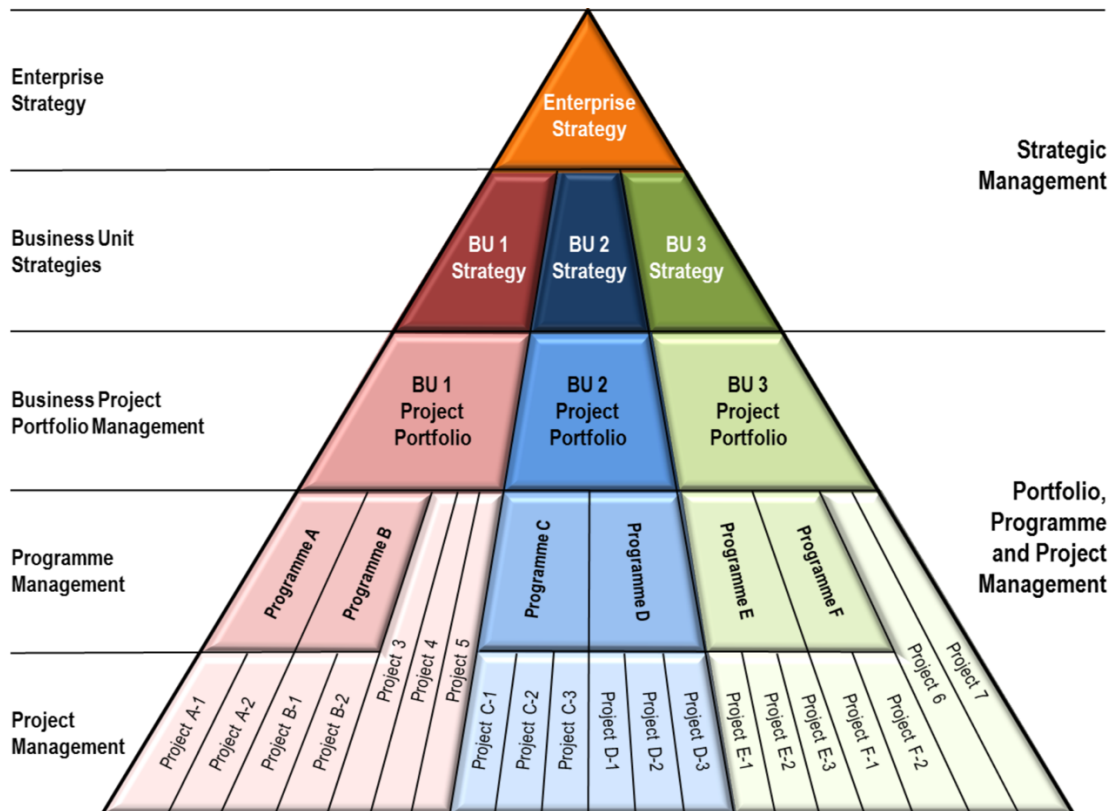 Enterprise
Strategy
Enterprise
Strategy
Strategic
Management
Business Unit
Strategies
BU 1
Strategy
BU 2
Strategy
BU 3
Strategy
Business Project
Portfolio Management
BU 1
Project
Portfolio
BU 2
Project
Portfolio
BU 3
Project
Portfolio
Portfolio,
Programme
and Project
Management
Programme
Management
Programme A
Programme B
Programme C
Programme D
Programme E
Programme F
Project
Management
Project A-1
Project A-2
Project B-1
Project B-2
Project 3
Project 4
Project 5
Project C-1
Project C-2
Project C-3
Project D-1
Project D-2
Project D-3
Project E-1
Project E-2
Project E-3
Project F-1
Project F-2
Project 6
Project 7